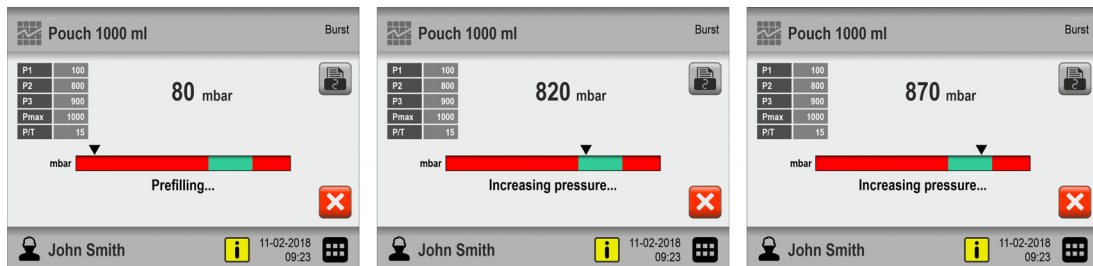 Pouch 1000 ml
Burst
P1 100
P2 800
P3 900
Pmax 1000
P/T 15
80 mbar
2
mbar
Prefilling...
John Smith
i
11-02-2018
09:23
Pouch 1000 ml
Burst
P1 100
P2 800
P3 900
Pmax 1000
P/T 15
820 mbar
2
mbar
Increasing pressure...
John Smith
i
11-02-2018
09:23
Pouch 1000 ml
Burst
P1 100
P2 800
P3 900
Pmax 1000
P/T 15
870 mbar
2
mbar
Increasing pressure...
John Smith
i
11-02-2018
09:23